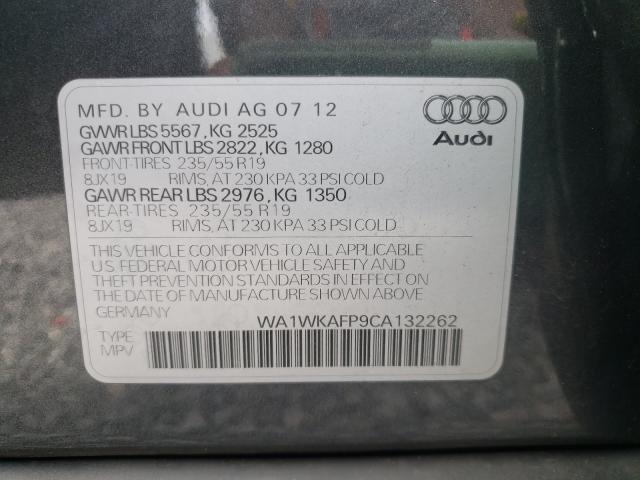 MFD. BY AUDI AG 07 12
GVWR LBS 5567, KG 2525
GAWR FRONT LBS 2822, KG 1280
FRONT-TIRES 235/55 R19
8JX19 RIMS, AT 230 KPA 33 PSI COLD
GAWR REAR LBS 2976, KG 1350
REAR-TIRES 235/55 R19
8JX19 RIMS, AT 230 KPA 33 PSI COLD
Audi
THIS VEHICLE CONFORMS TO ALL APPLICABLE
U.S. FEDERAL MOTOR VEHICLE SAFETY AND
THEFT PREVENTION STANDARDS IN EFFECT ON
THE DATE OF MANUFACTURE SHOWN ABOVE
GERMANY WA1WKAFP9CA132262
TYPE
MPV